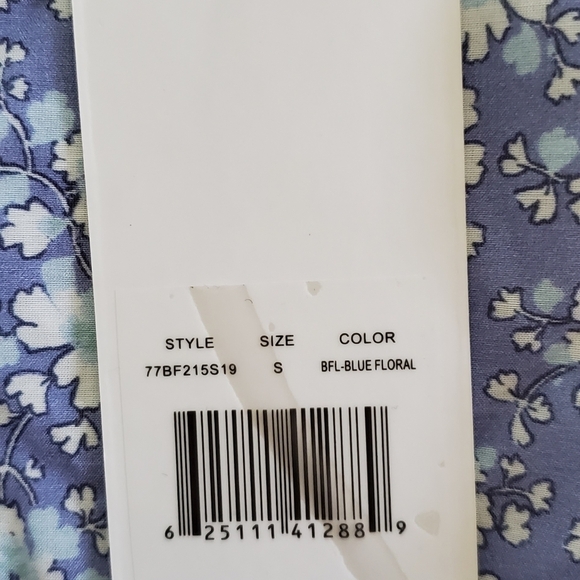 STYLE SIZE COLOR
77BF215S19 S BFL-BLUE FLORAL
6 25111 41288 9